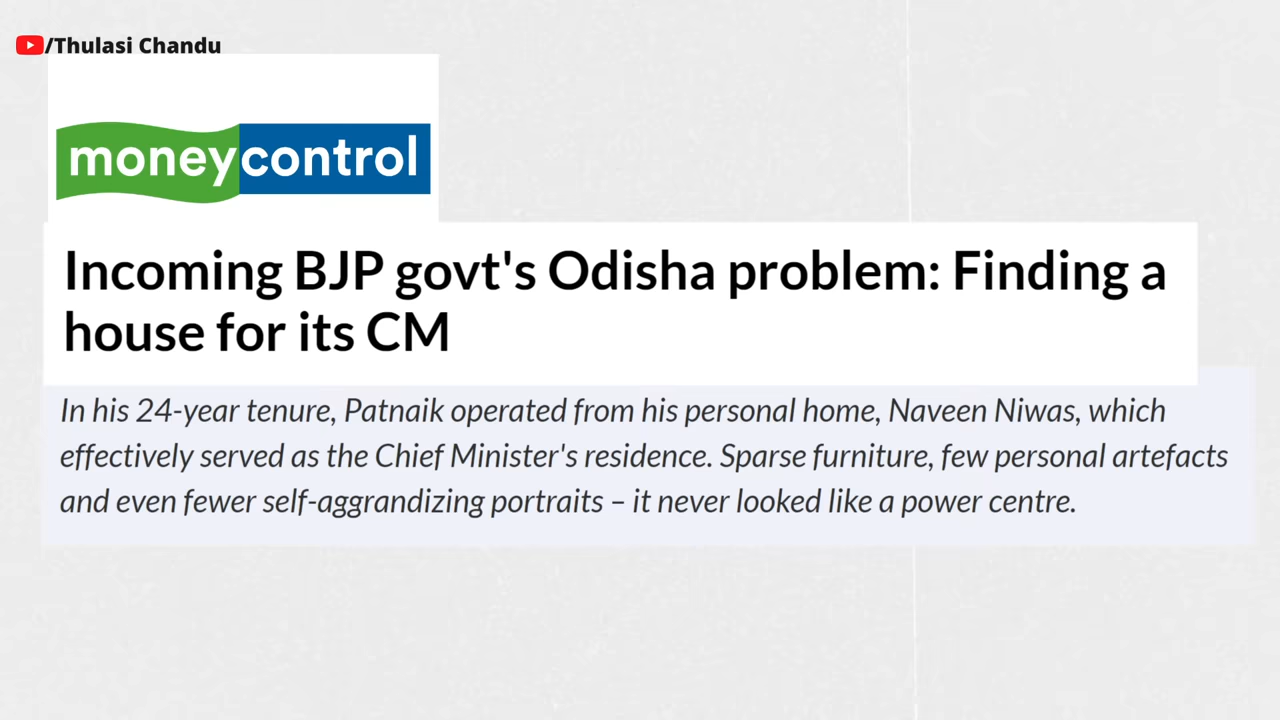 /Thulasi Chandu
moneycontrol
Incoming BJP govt's Odisha problem: Finding a
house for its CM
In his 24-year tenure, Patnaik operated from his personal home, Naveen Niwas, which
effectively served as the Chief Minister's residence. Sparse furniture, few personal artefacts
and even fewer self-aggrandizing portraits – it never looked like a power centre.